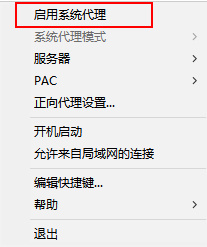 启用系统代理
系统代理模式
服务器
PAC
正向代理设置...
开机启动
允许来自局域网的连接
编辑快捷键...
帮助
退出